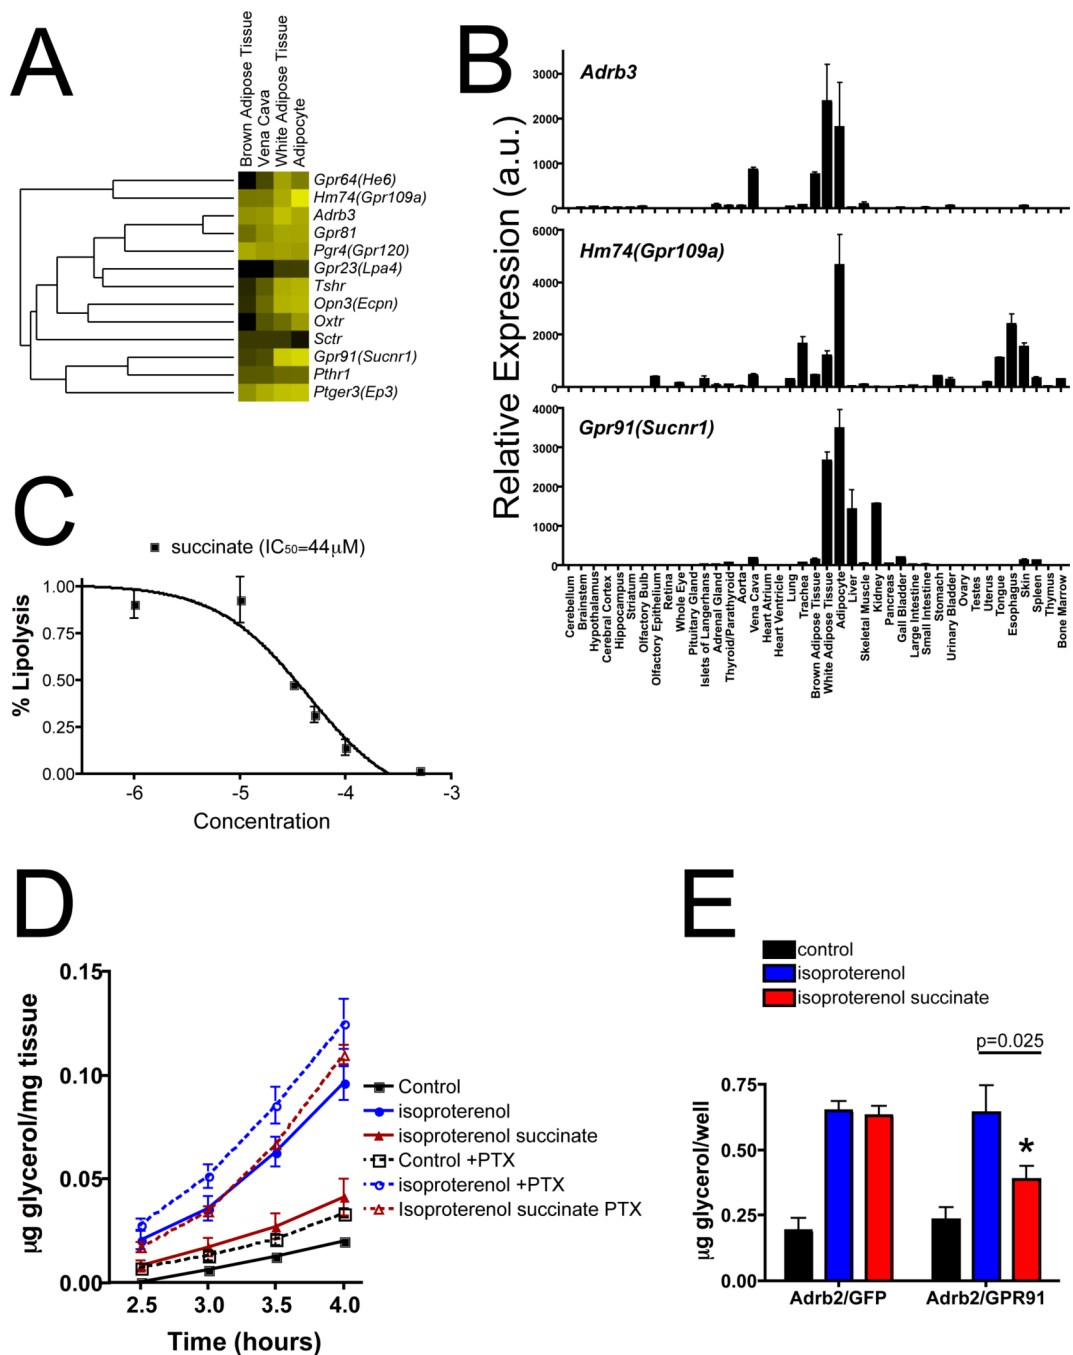 A
Brown Adipose Tissue
Vena Cava
White Adipose Tissue
Adipocyte
Gpr64(He6)
Hm74(Gpr109a)
Adrb3
Gpr81
Pgr4(Gpr120)
Gpr23(Lpa4)
Tshr
Opn3(Ecpn)
Oxtr
Sctr
Gpr91(Sucnr1)
Pthr1
Ptger3(Ep3)
B
Relative Expression (a.u.)
Adrb3
3000
2000
1000
0
Hm74(Gpr109a)
6000
4000
2000
0
Gpr91(Sucnr1)
4000
3000
2000
1000
0
Cerebellum
Brainstem
Hypothalamus
Cerebral Cortex
Hippocampus
Striatum
Olfactory Bulb
Olfactory Epithelium
Retina
Whole Eye
Pituitary Gland
Islets of Langerhans
Adrenal Gland
Thyroid/Parathyroid
Aorta
Vena Cava
Heart Atrium
Heart Ventricle
Lung
Trachea
Brown Adipose Tissue
White Adipose Tissue
Adipocyte
Liver
Skeletal Muscle
Kidney
Pancreas
Gall Bladder
Large Intestine
Small Intestine
Stomach
Urinary Bladder
Ovary
Testes
Uterus
Tongue
Esophagus
Skin
Spleen
Thymus
Bone Marrow
C
succinate (IC50=44µM)
% Lipolysis
1.00
0.75
0.50
0.25
0.00
-6 -5 -4 -3
Concentration
D
µg glycerol/mg tissue
0.15
0.10
0.05
0.00
2.5 3.0 3.5 4.0
Time (hours)
Control
isoproterenol
isoproterenol succinate
Control +PTX
isoproterenol +PTX
Isoproterenol succinate PTX
E
control
isoproterenol
isoproterenol succinate
p=0.025
*
µg glycerol/well
0.75
0.50
0.25
0.00
Adrb2/GFP Adrb2/GPR91